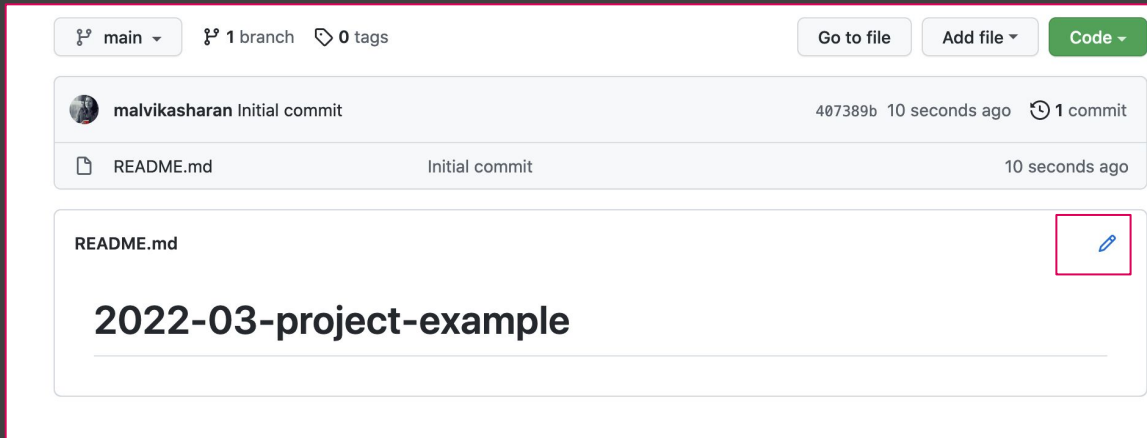 main 1 branch 0 tags Go to file Add file Code
malvikasharan Initial commit 407389b 10 seconds ago 1 commit
README.md Initial commit 10 seconds ago
README.md
2022-03-project-example